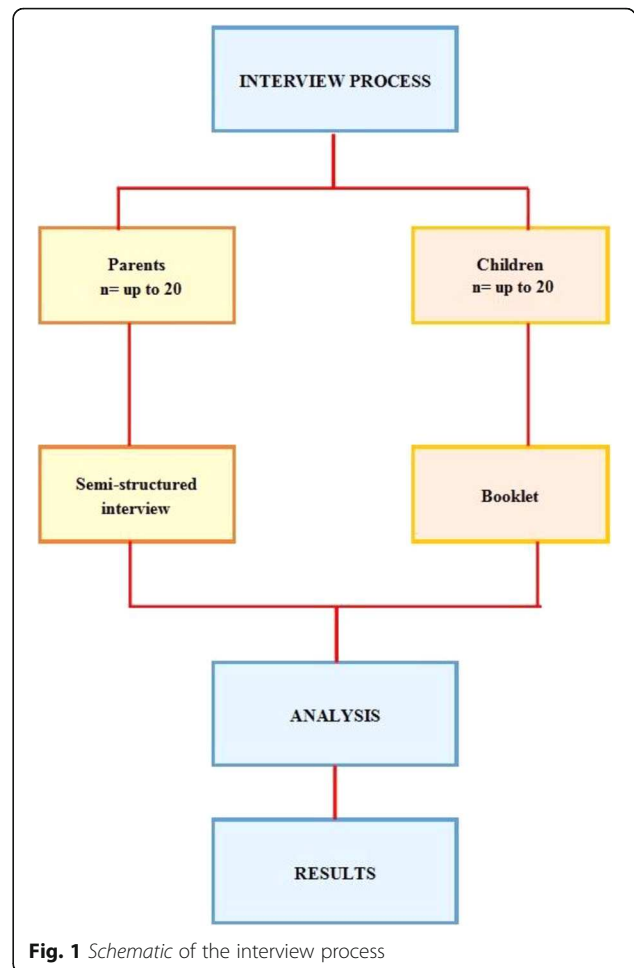 INTERVIEW PROCESS
Parents
n= up to 20
Children
n= up to 20
Semi-structured
interview
Booklet
ANALYSIS
RESULTS
Fig. 1 Schematic of the interview process